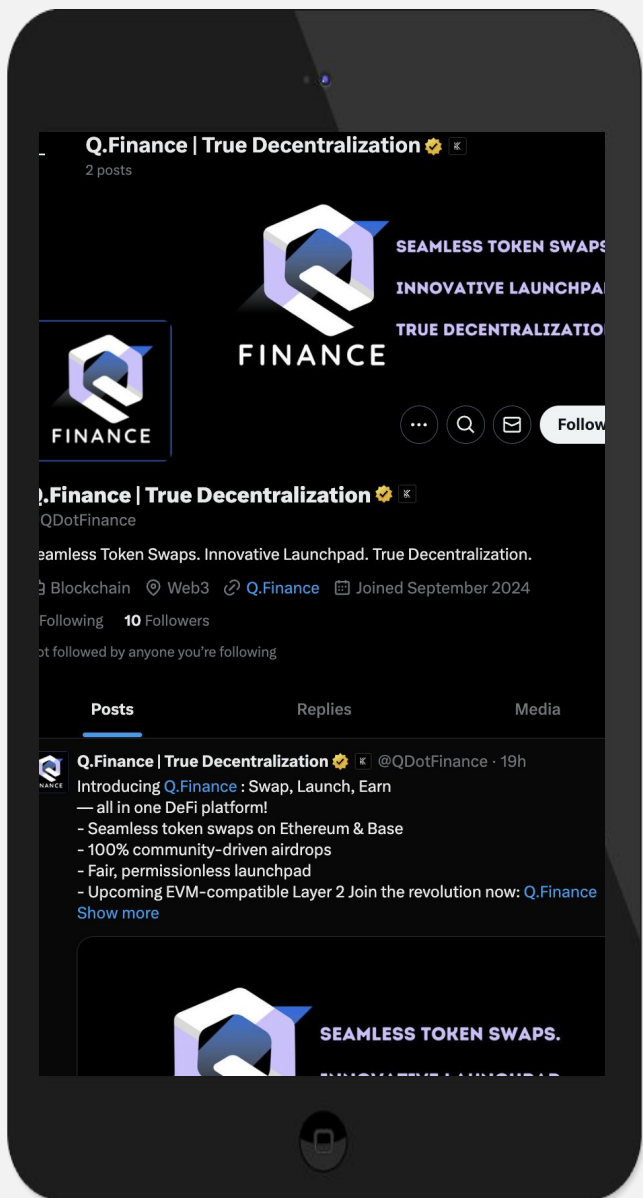 Q.Finance | True Decentralization
2 posts
FINANCE
SEAMLESS TOKEN SWAPS
INNOVATIVE LAUNCHPA
TRUE DECENTRALIZATIO
FINANCE
Follow
.Finance | True Decentralization
QDotFinance
eamless Token Swaps. Innovative Launchpad. True Decentralization.
Blockchain Web3 Q.Finance Joined September 2024
Following 10 Followers
ot followed by anyone you're following
Posts Replies Media
Q.Finance | True Decentralization @QDotFinance · 19h
NANCE
Introducing Q.Finance : Swap, Launch, Earn
— all in one DeFi platform!
- Seamless token swaps on Ethereum & Base
- 100% community-driven airdrops
- Fair, permissionless launchpad
- Upcoming EVM-compatible Layer 2 Join the revolution now: Q.Finance
Show more
SEAMLESS TOKEN SWAPS.